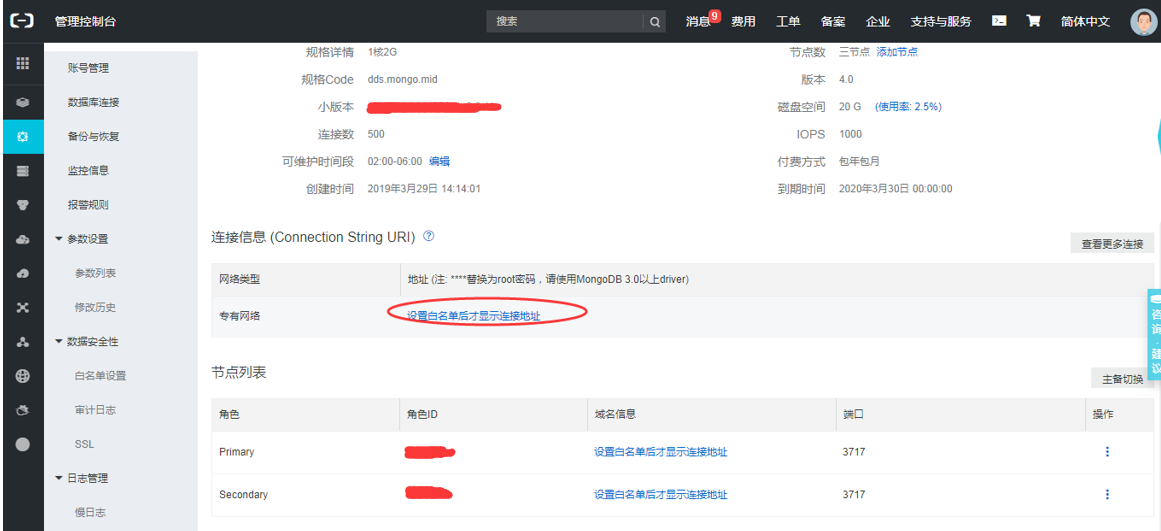 管理控制台 搜索 消息 9 费用 工单 备案 企业 支持与服务 简体中文
账号管理
数据库连接
备份与恢复
监控信息
报警规则
参数设置
参数列表
修改历史
数据安全性
白名单设置
审计日志
SSL
日志管理
慢日志
规格详情 1核2G 节点数 三节点 添加节点
规格Code dds.mongo.mid 版本 4.0
小版本 磁盘空间 20 G (使用率: 2.5%)
连接数 500 IOPS 1000
可维护时间段 02:00-06:00 编辑 付费方式 包年包月
创建时间 2019年3月29日 14:14:01 到期时间 2020年3月30日 00:00:00
连接信息 (Connection String URI) ? 查看更多连接
网络类型 地址 (注: ****替换为root密码，请使用MongoDB 3.0以上driver)
专有网络 设置白名单后才显示连接地址
节点列表 主备切换
角色 角色ID 域名信息 端口 操作
Primary 设置白名单后才显示连接地址 3717
Secondary 设置白名单后才显示连接地址 3717
咨询·建议